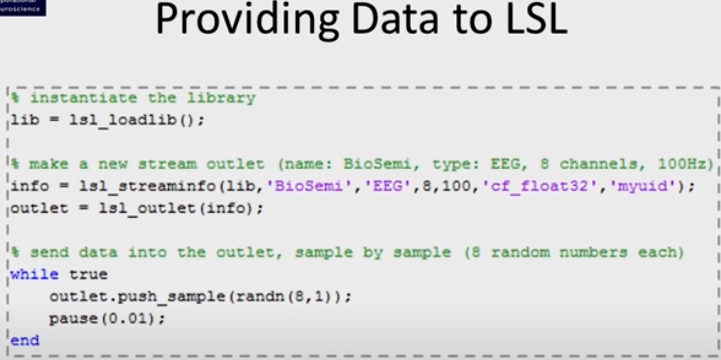 uroscience
Providing Data to LSL
% instantiate the library
lib = lsl_loadlib();
% make a new stream outlet (name: BioSemi, type: EEG, 8 channels, 100Hz)
info = lsl_streaminfo(lib,'BioSemi','EEG',8,100,'cf_float32','myuid');
outlet = lsl_outlet(info);
% send data into the outlet, sample by sample (8 random numbers each)
while true
outlet.push_sample(randn(8,1));
pause(0.01);
end